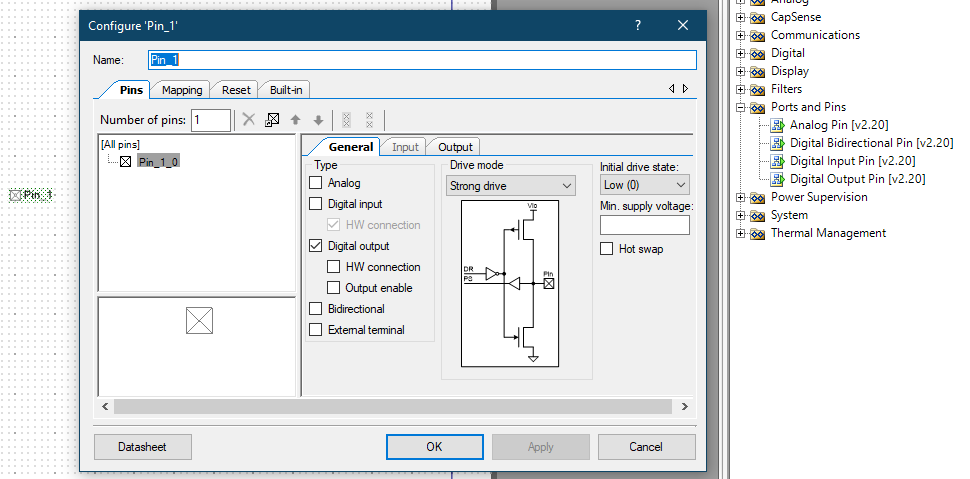 Configure 'Pin_1'
?
Name:
Pin_1
Pins
Mapping
Reset
Built-in
Number of pins:
1
[All pins]
Pin_1_0
General
Input
Output
Type
Analog
Digital input
HW connection
Digital output
HW connection
Output enable
Bidirectional
External terminal
Drive mode
Strong drive
Vio
DR
PS
Pin
Initial drive state:
Low (0)
Min. supply voltage:
Hot swap
Datasheet
OK
Apply
Cancel
Pin_1
Analog
CapSense
Communications
Digital
Display
Filters
Ports and Pins
Analog Pin [v2.20]
Digital Bidirectional Pin [v2.20]
Digital Input Pin [v2.20]
Digital Output Pin [v2.20]
Power Supervision
System
Thermal Management